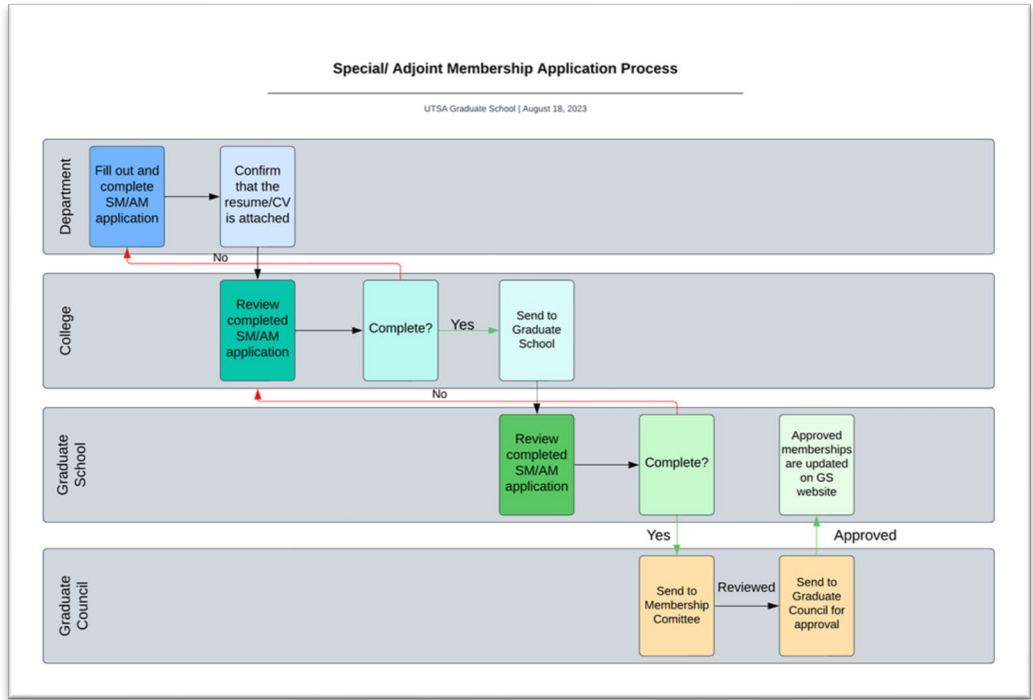 Special/ Adjoint Membership Application Process
UTSA Graduate School | August 18, 2023
Department
Fill out and
complete
SM/AM
application
Confirm
that the
resume/CV
is attached
No
College
Review
completed
SM/AM
application
Complete?
Yes
Send to
Graduate
School
No
Graduate
School
Review
completed
SM/AM
application
Complete?
Approved
memberships
are updated
on GS
website
Yes
Approved
Graduate
Council
Send to
Membership
Comittee
Reviewed
Send to
Graduate
Council for
approval